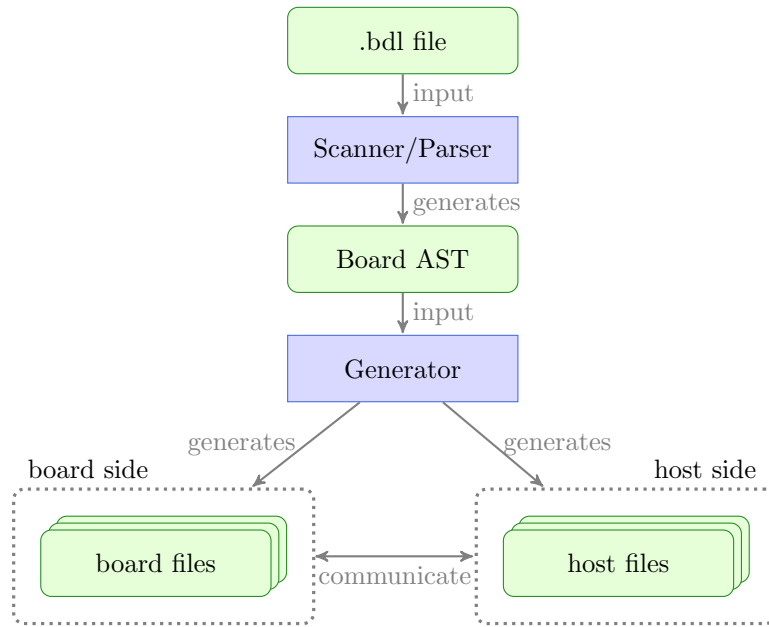 .bdl file
input
Scanner/Parser
generates
Board AST
input
Generator
generates
generates
board side
host side
board files
host files
communicate